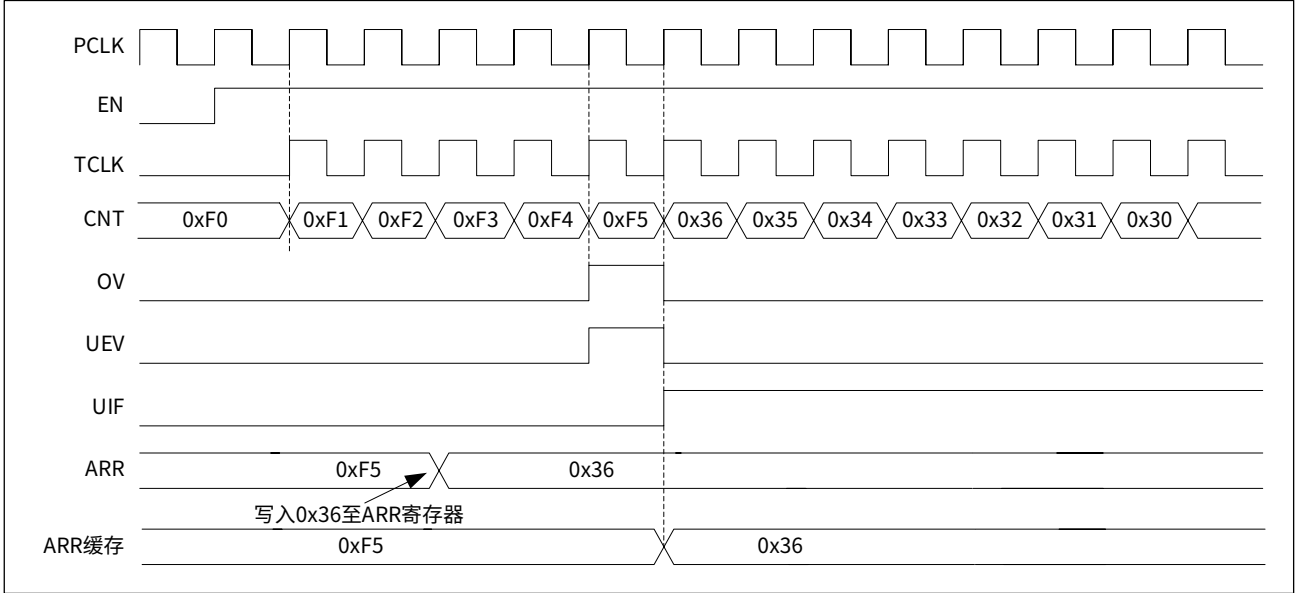 PCLK
EN
TCLK
CNT 0xF0 0xF1 0xF2 0xF3 0xF4 0xF5 0x36 0x35 0x34 0x33 0x32 0x31 0x30
OV
UEV
UIF
ARR 0xF5 0x36
写入0x36至ARR寄存器
ARR缓存 0xF5 0x36